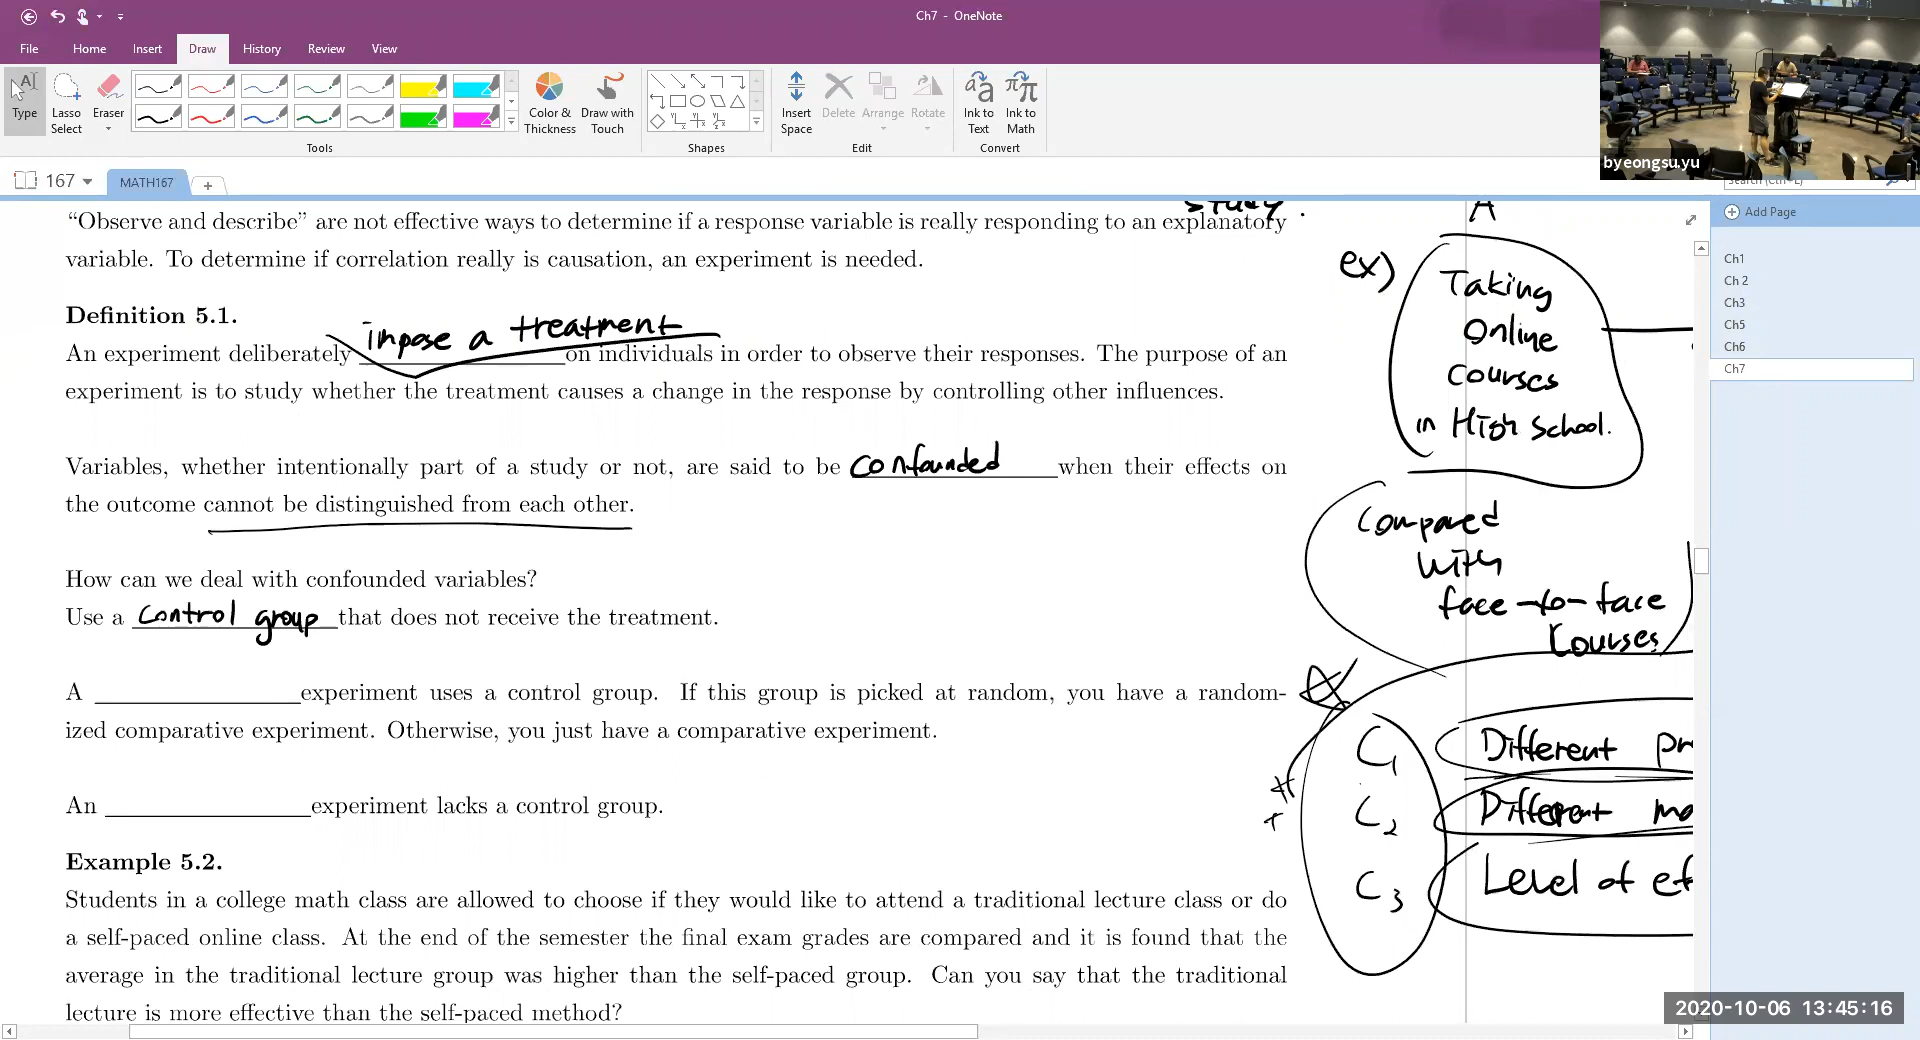 Ch7 - OneNote
File Home Insert Draw History Review View
Type
Lasso Select
Eraser
Color & Thickness
Draw with Touch
Insert Space
Delete
Arrange
Rotate
Ink to Text
Ink to Math
Tools
Shapes
Edit
Convert
byeongsu.yu
167
MATH167
Search (Ctrl+E)
Add Page
Ch1
Ch 2
Ch3
Ch5
Ch6
Ch7
study.
“Observe and describe” are not effective ways to determine if a response variable is really responding to an explanatory
variable. To determine if correlation really is causation, an experiment is needed.
Definition 5.1.
An experiment deliberately impose a treatment on individuals in order to observe their responses. The purpose of an
experiment is to study whether the treatment causes a change in the response by controlling other influences.
Variables, whether intentionally part of a study or not, are said to be confounded when their effects on
the outcome cannot be distinguished from each other.
How can we deal with confounded variables?
Use a control group that does not receive the treatment.
A experiment uses a control group. If this group is picked at random, you have a random-
ized comparative experiment. Otherwise, you just have a comparative experiment.
An experiment lacks a control group.
Example 5.2.
Students in a college math class are allowed to choose if they would like to attend a traditional lecture class or do
a self-paced online class. At the end of the semester the final exam grades are compared and it is found that the
average in the traditional lecture group was higher than the self-paced group. Can you say that the traditional
lecture is more effective than the self-paced method?
A
ex)
Taking
Online
Courses
in High School.
Compared
with
face-to-face
Courses
C1 Different
C2 Different
C3 Level of
2020-10-06 13:45:16